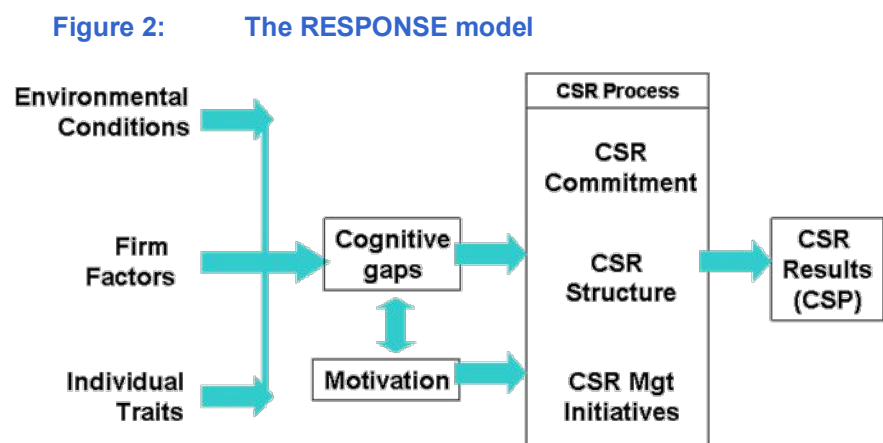 Figure 2: The RESPONSE model
Environmental
Conditions
Firm
Factors
Individual
Traits
Cognitive
gaps
Motivation
CSR Process
CSR
Commitment
CSR
Structure
CSR Mgt
Initiatives
CSR
Results
(CSP)